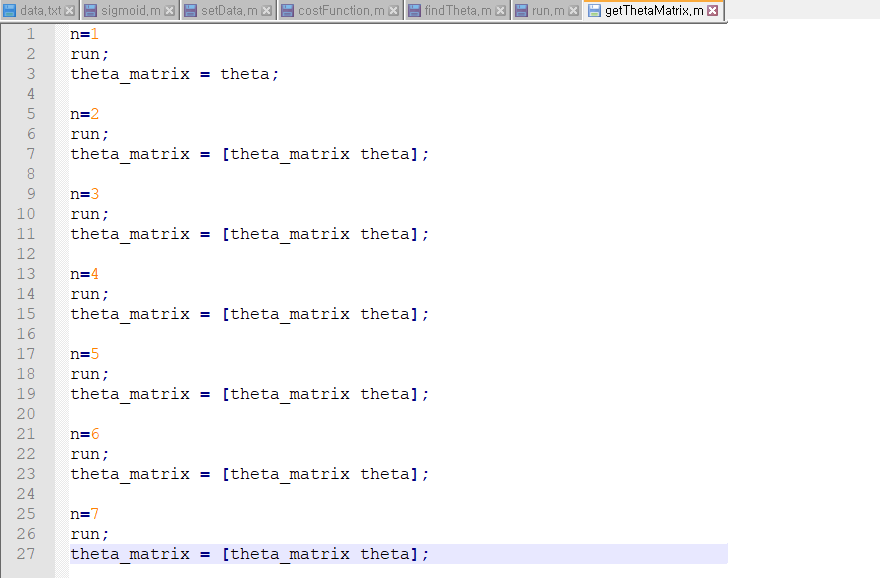 data.txt sigmoid.m setData.m costFunction.m findTheta.m run.m getThetaMatrix.m
1 n=1
2 run;
3 theta_matrix = theta;
4
5 n=2
6 run;
7 theta_matrix = [theta_matrix theta];
8
9 n=3
10 run;
11 theta_matrix = [theta_matrix theta];
12
13 n=4
14 run;
15 theta_matrix = [theta_matrix theta];
16
17 n=5
18 run;
19 theta_matrix = [theta_matrix theta];
20
21 n=6
22 run;
23 theta_matrix = [theta_matrix theta];
24
25 n=7
26 run;
27 theta_matrix = [theta_matrix theta];